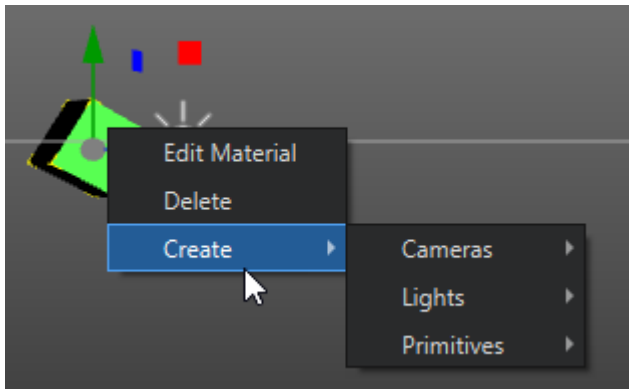 Edit Material
Delete
Create
Cameras
Lights
Primitives